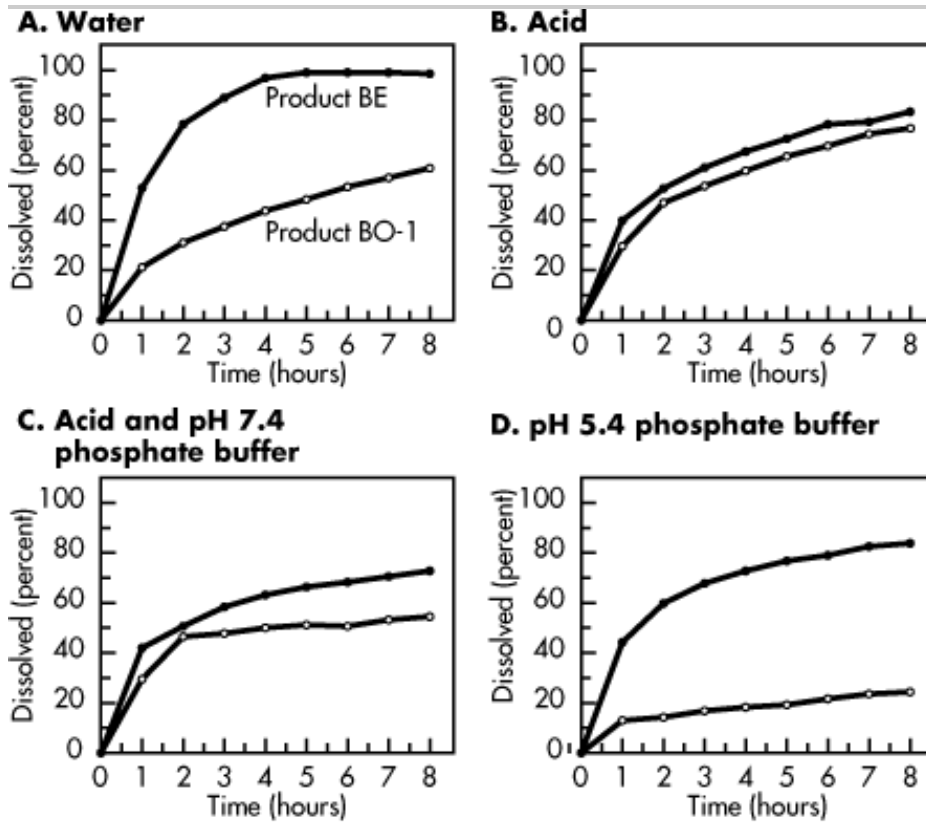 A. Water
100
80
60
40
20
0
Dissolved (percent)
Product BE
Product BO-1
0 1 2 3 4 5 6 7 8
Time (hours)
B. Acid
100
80
60
40
20
0
Dissolved (percent)
0 1 2 3 4 5 6 7 8
Time (hours)
C. Acid and pH 7.4
phosphate buffer
100
80
60
40
20
0
Dissolved (percent)
0 1 2 3 4 5 6 7 8
Time (hours)
D. pH 5.4 phosphate buffer
100
80
60
40
20
0
Dissolved (percent)
0 1 2 3 4 5 6 7 8
Time (hours)